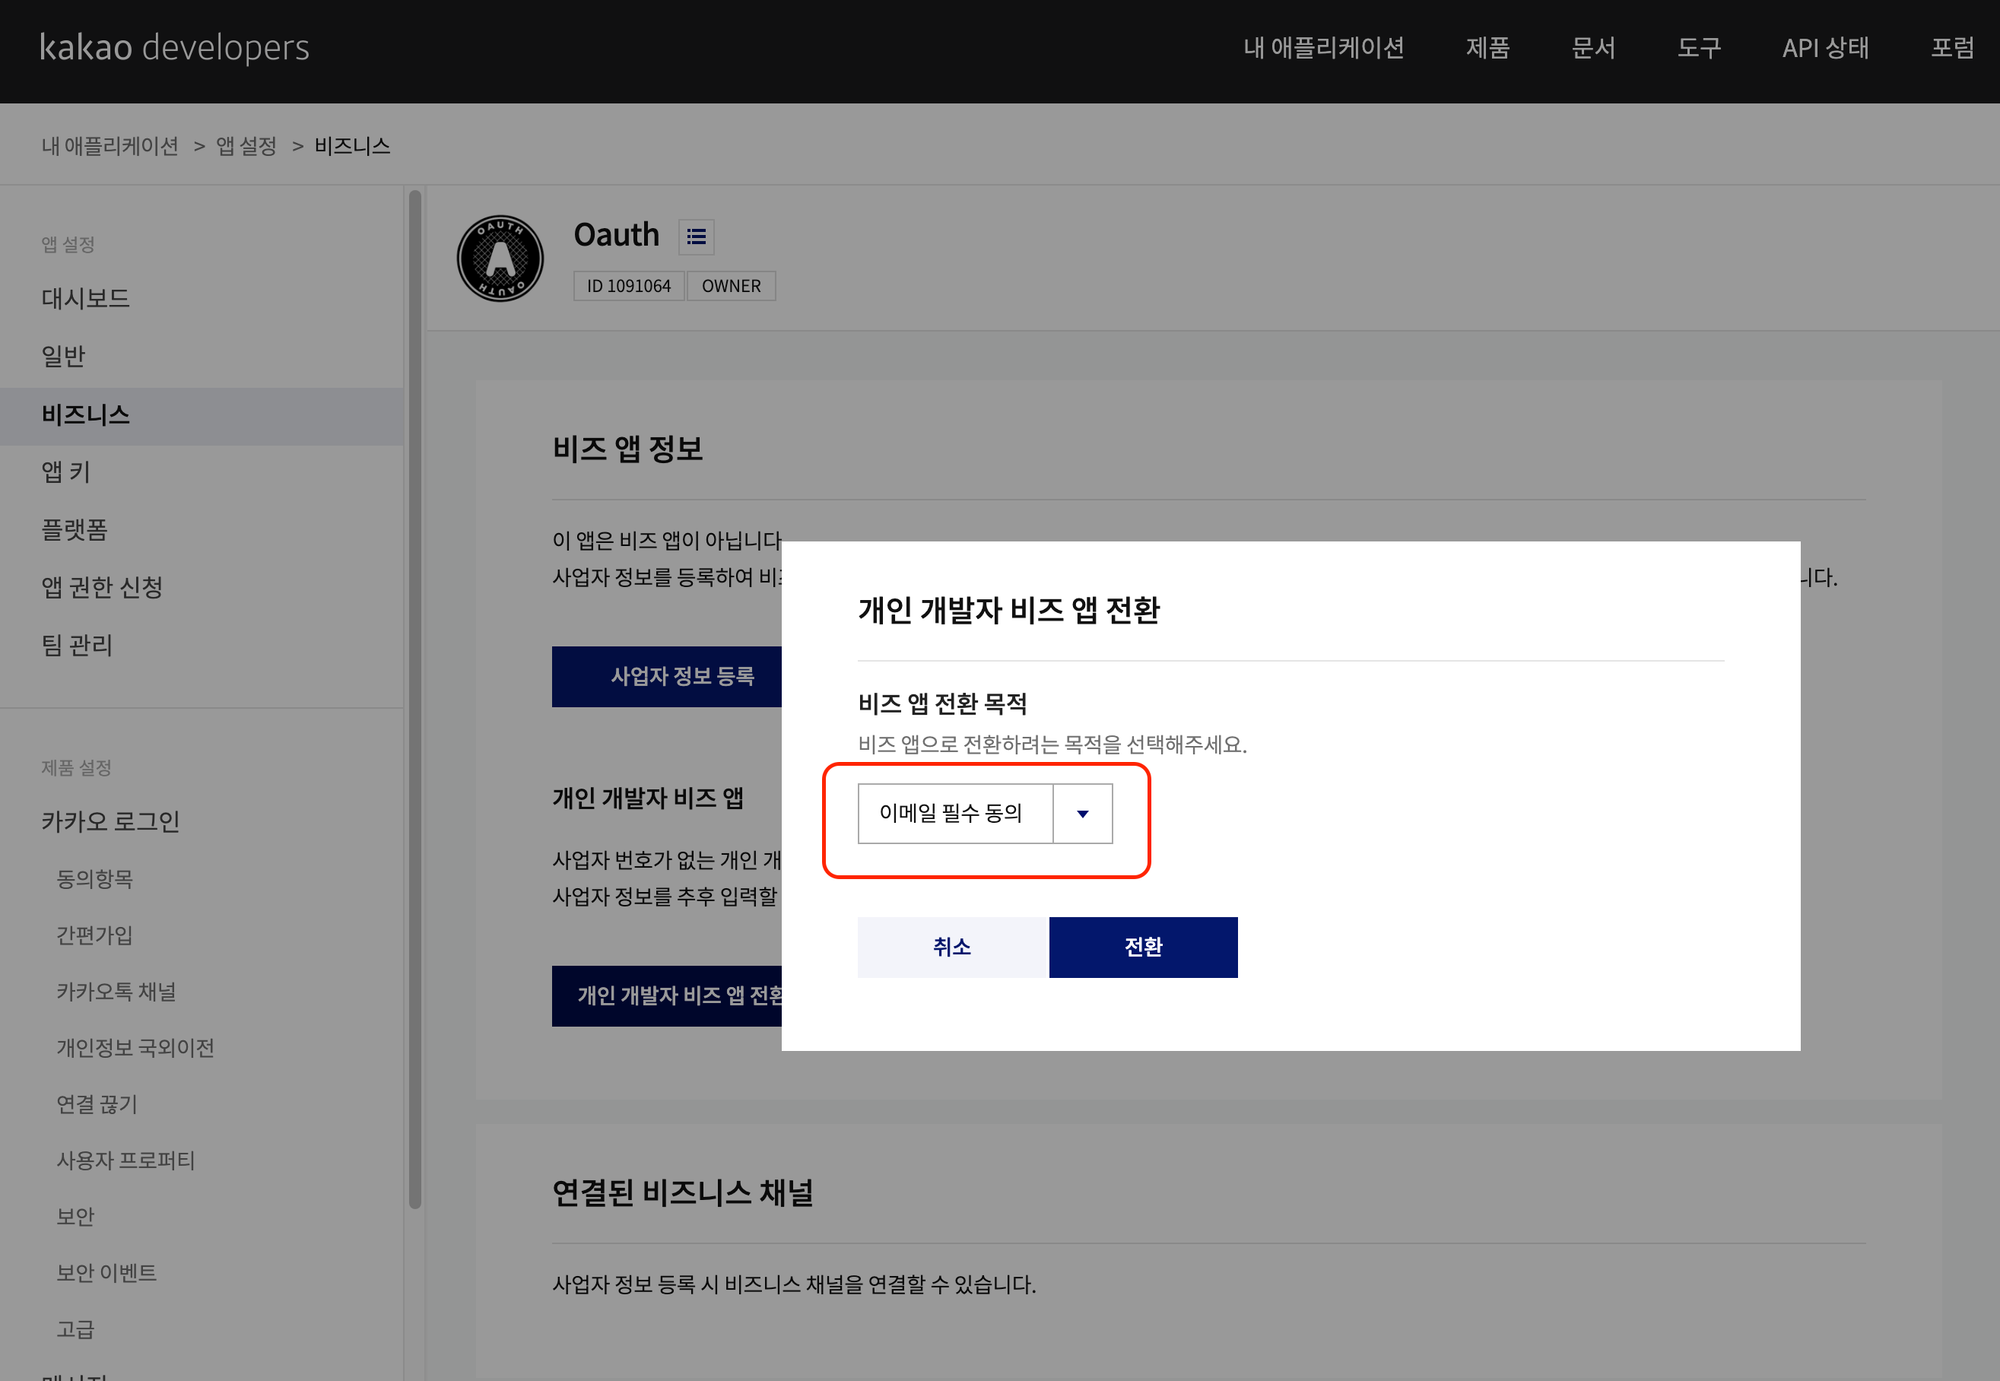 kakao developers
내 애플리케이션 제품 문서 도구 API 상태 포럼
내 애플리케이션 > 앱 설정 > 비즈니스
앱 설정
대시보드
일반
비즈니스
앱 키
플랫폼
앱 권한 신청
팀 관리
제품 설정
카카오 로그인
동의항목
간편가입
카카오톡 채널
개인정보 국외이전
연결 끊기
사용자 프로퍼티
보안
보안 이벤트
고급
OAUTH
A
OAUTH
Oauth
ID 1091064 OWNER
비즈 앱 정보
이 앱은 비즈 앱이 아닙니다
사업자 정보를 등록하여 니다.
사업자 정보 등록
개인 개발자 비즈 앱
사업자 번호가 없는 개인
사업자 정보를 추후 입력할
개인 개발자 비즈 앱 전환
개인 개발자 비즈 앱 전환
비즈 앱 전환 목적
비즈 앱으로 전환하려는 목적을 선택해주세요.
이메일 필수 동의
취소 전환
연결된 비즈니스 채널
사업자 정보 등록 시 비즈니스 채널을 연결할 수 있습니다.